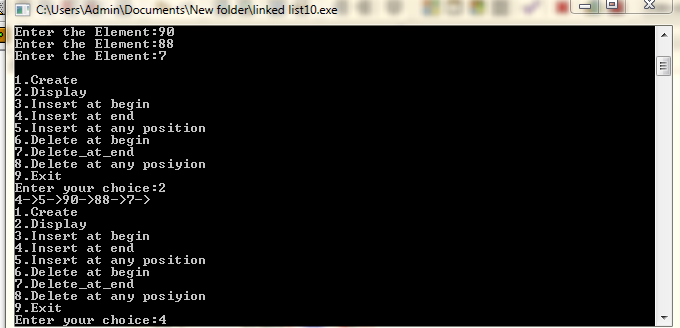 C:\Users\Admin\Documents\New folder\linked list10.exe
Enter the Element:90
Enter the Element:88
Enter the Element:7
1.Create
2.Display
3.Insert at begin
4.Insert at end
5.Insert at any position
6.Delete at begin
7.Delete_at_end
8.Delete at any posiyion
9.Exit
Enter your choice:2
4->5->90->88->7->
1.Create
2.Display
3.Insert at begin
4.Insert at end
5.Insert at any position
6.Delete at begin
7.Delete_at_end
8.Delete at any posiyion
9.Exit
Enter your choice:4